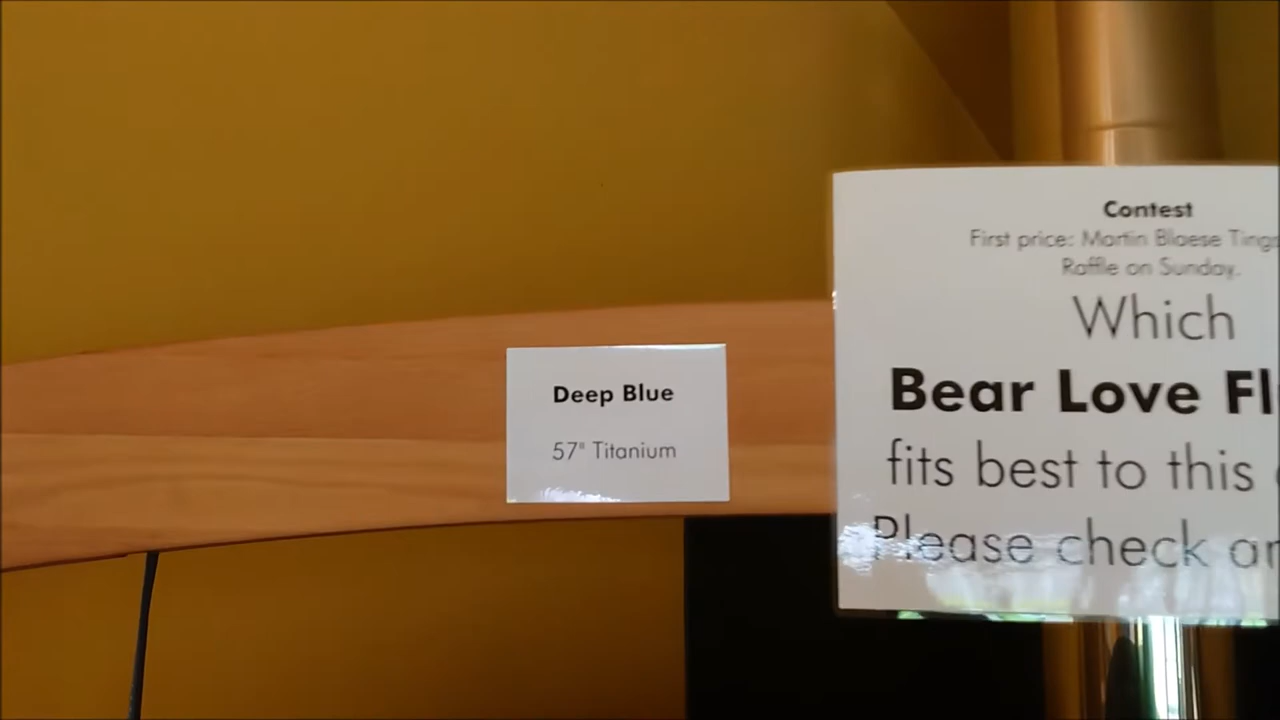 Deep Blue
57" Titanium
Contest
First price: Martin Blaese
Raffle on Sunday.
Which
Bear Love
fits best to this
Please check